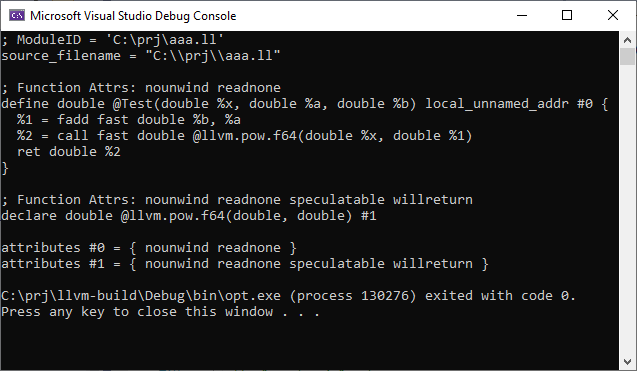 Microsoft Visual Studio Debug Console
; ModuleID = 'C:\prj\aaa.ll'
source_filename = "C:\\prj\\aaa.ll"
; Function Attrs: nounwind readnone
define double @Test(double %x, double %a, double %b) local_unnamed_addr #0 {
%1 = fadd fast double %b, %a
%2 = call fast double @llvm.pow.f64(double %x, double %1)
ret double %2
}
; Function Attrs: nounwind readnone speculatable willreturn
declare double @llvm.pow.f64(double, double) #1
attributes #0 = { nounwind readnone }
attributes #1 = { nounwind readnone speculatable willreturn }
C:\prj\llvm-build\Debug\bin\opt.exe (process 130276) exited with code 0.
Press any key to close this window . . .